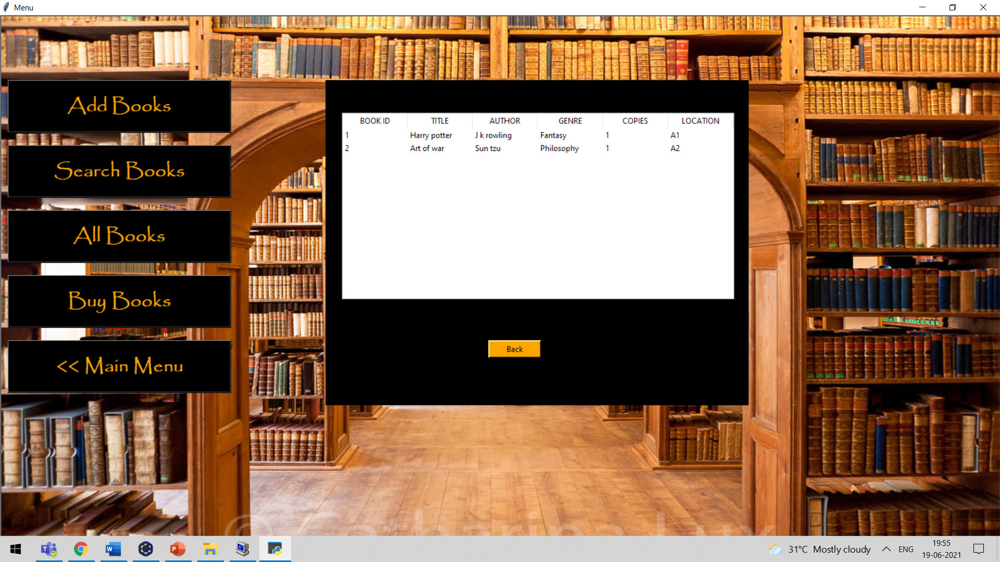 Menu
Add Books
Search Books
All Books
Buy Books
<< Main Menu
BOOK ID TITLE AUTHOR GENRE COPIES LOCATION
1 Harry potter J k rowling Fantasy 1 A1
2 Art of war Sun tzu Philosophy 1 A2
Back
31°C Mostly cloudy ENG 19:55
19-06-2021